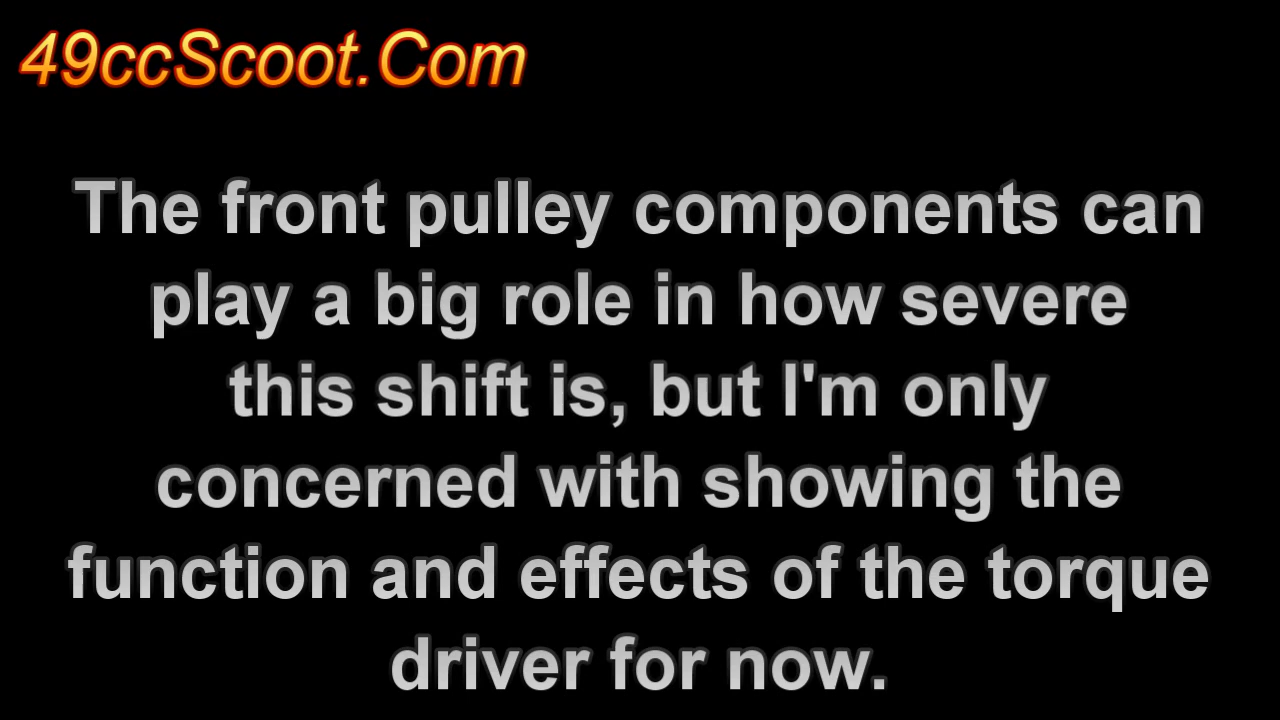 49ccScoot.Com
The front pulley components can
play a big role in how severe
this shift is, but I'm only
concerned with showing the
function and effects of the torque
driver for now.